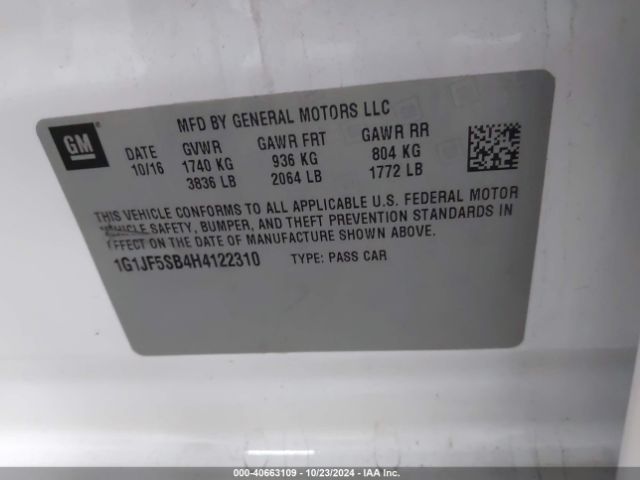 GM
MFD BY GENERAL MOTORS LLC
10/16
GVWR
1740 KG
3836 LB
GAWR FRT
936 KG
2064 LB
GAWR RR
804 KG
1772 LB
THIS VEHICLE CONFORMS TO ALL APPLICABLE U.S. FEDERAL MOTOR
VEHICLE SAFETY, BUMPER, AND THEFT PREVENTION STANDARDS IN
EFFECT ON THE DATE OF MANUFACTURE SHOWN ABOVE.
1G1JF5SB4H4122310 TYPE: PASS CAR
000-40663109 - 10/23/2024 - IAA Inc.